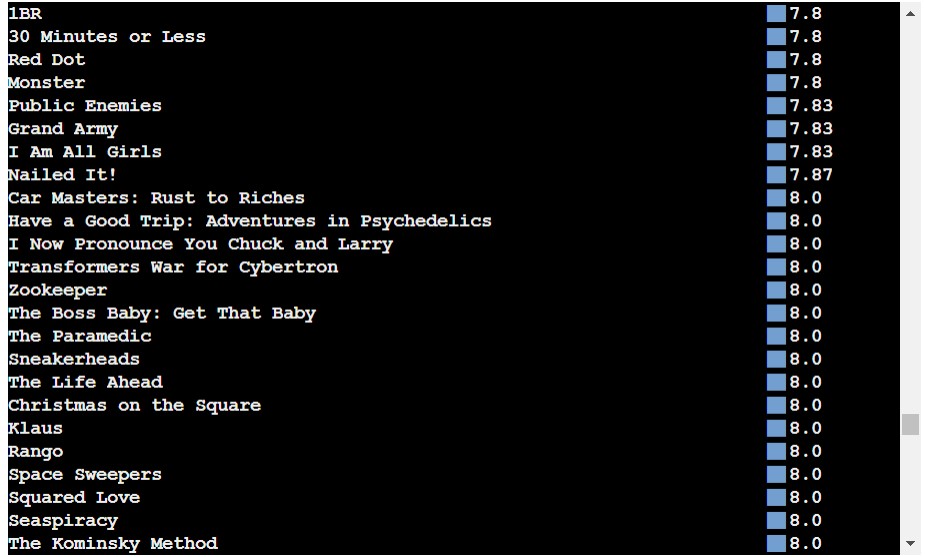 1BR 7.8
30 Minutes or Less 7.8
Red Dot 7.8
Monster 7.8
Public Enemies 7.83
Grand Army 7.83
I Am All Girls 7.83
Nailed It! 7.87
Car Masters: Rust to Riches 8.0
Have a Good Trip: Adventures in Psychedelics 8.0
I Now Pronounce You Chuck and Larry 8.0
Transformers War for Cybertron 8.0
Zookeeper 8.0
The Boss Baby: Get That Baby 8.0
The Paramedic 8.0
Sneakerheads 8.0
The Life Ahead 8.0
Christmas on the Square 8.0
Klaus 8.0
Rango 8.0
Space Sweepers 8.0
Squared Love 8.0
Seaspiracy 8.0
The Kominsky Method 8.0